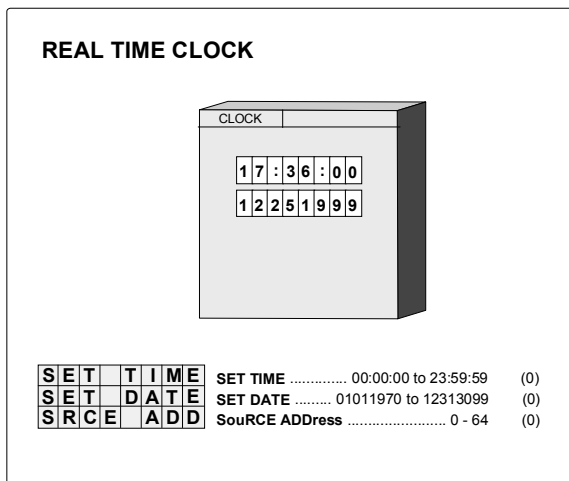 REAL TIME CLOCK
CLOCK
17:36:00
12251999
SET TIME SET TIME ............. 00:00:00 to 23:59:59 (0)
SET DATE SET DATE ......... 01011970 to 12313099 (0)
SRCE ADD SouRCE ADDress ....................... 0 - 64 (0)